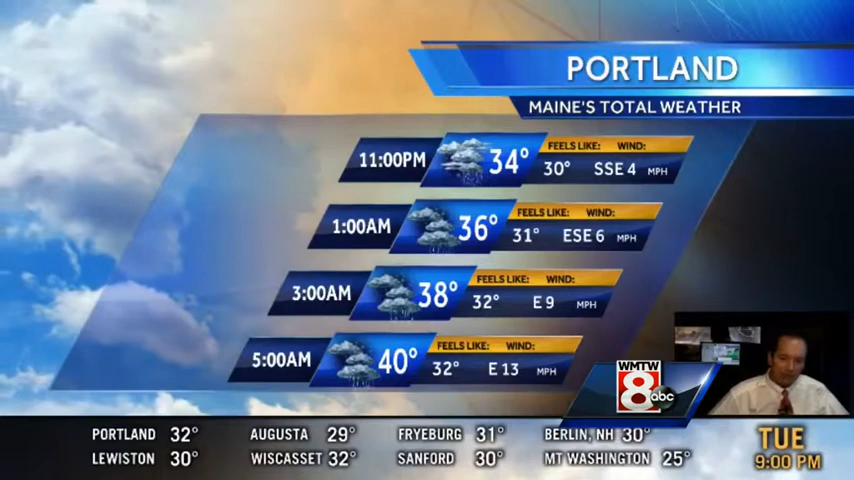 PORTLAND
MAINE'S TOTAL WEATHER
11:00PM 34° FEELS LIKE: 30° WIND: SSE 4 MPH
1:00AM 36° FEELS LIKE: 31° WIND: ESE 6 MPH
3:00AM 38° FEELS LIKE: 32° WIND: E 9 MPH
5:00AM 40° FEELS LIKE: 32° WIND: E 13 MPH
WMTW
8 abc
PORTLAND 32° AUGUSTA 29° FRYEBURG 31° BERLIN, NH 30°
LEWISTON 30° WISCASSET 32° SANFORD 30° MT WASHINGTON 25°
TUE
9:00 PM